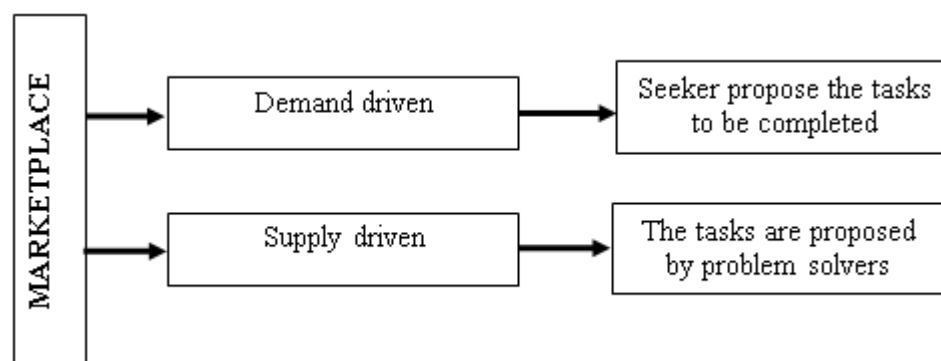 MARKETPLACE
Demand driven
Seeker propose the tasks
to be completed
Supply driven
The tasks are proposed
by problem solvers